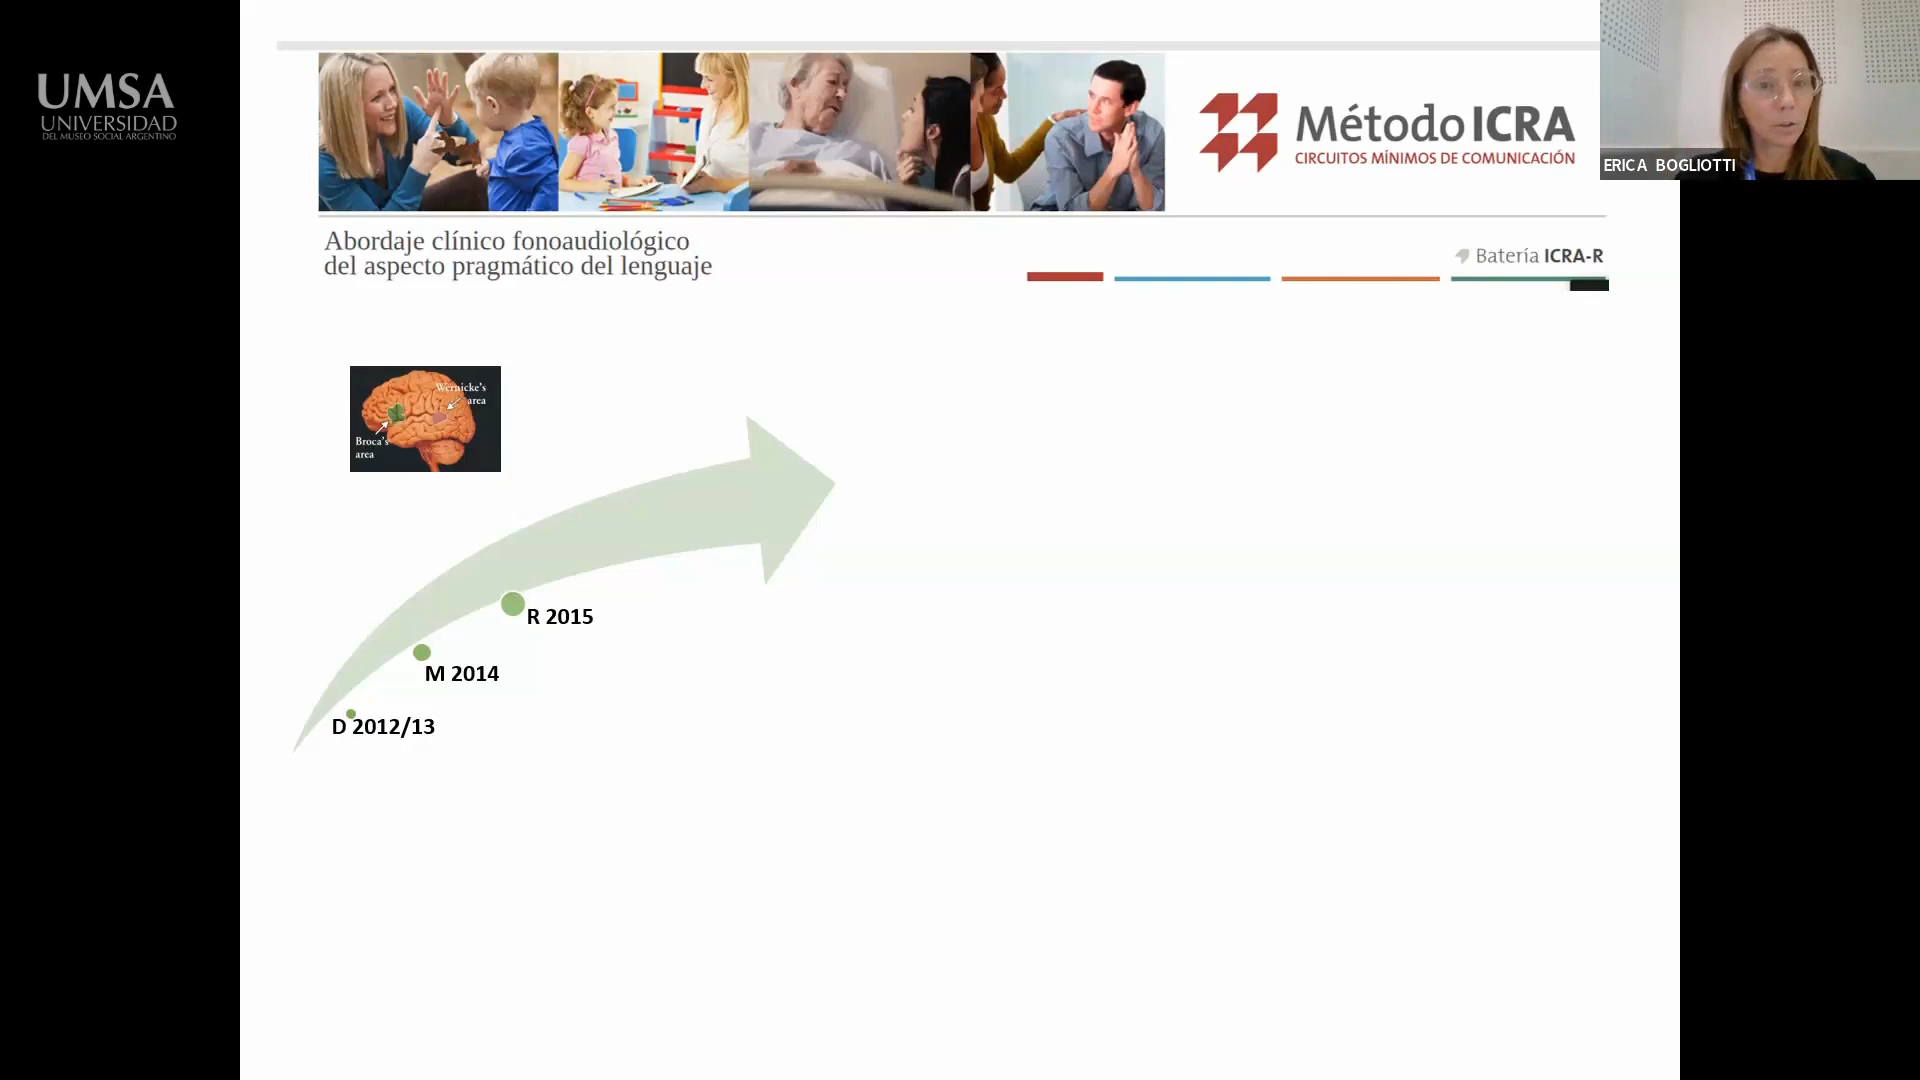 UMSA
UNIVERSIDAD
DEL MUSEO SOCIAL ARGENTINO
Método ICRA
CIRCUITOS MÍNIMOS DE COMUNICACIÓN
ERICA BOGLIOTTI
Abordaje clínico fonoaudiológico
del aspecto pragmático del lenguaje
Batería ICRA-R
Wernicke's
area
Broca's
area
R 2015
M 2014
D 2012/13